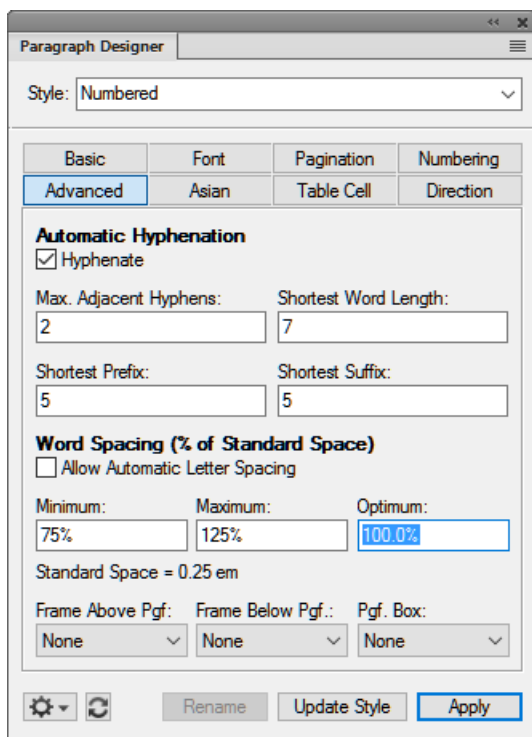 Paragraph Designer
Style: Numbered
Basic Font Pagination Numbering
Advanced Asian Table Cell Direction
Automatic Hyphenation
Hyphenate
Max. Adjacent Hyphens: Shortest Word Length:
2 7
Shortest Prefix: Shortest Suffix:
5 5
Word Spacing (% of Standard Space)
Allow Automatic Letter Spacing
Minimum: Maximum: Optimum:
75% 125% 100.0%
Standard Space = 0.25 em
Frame Above Pgf: Frame Below Pgf.: Pgf. Box:
None None None
Rename Update Style Apply